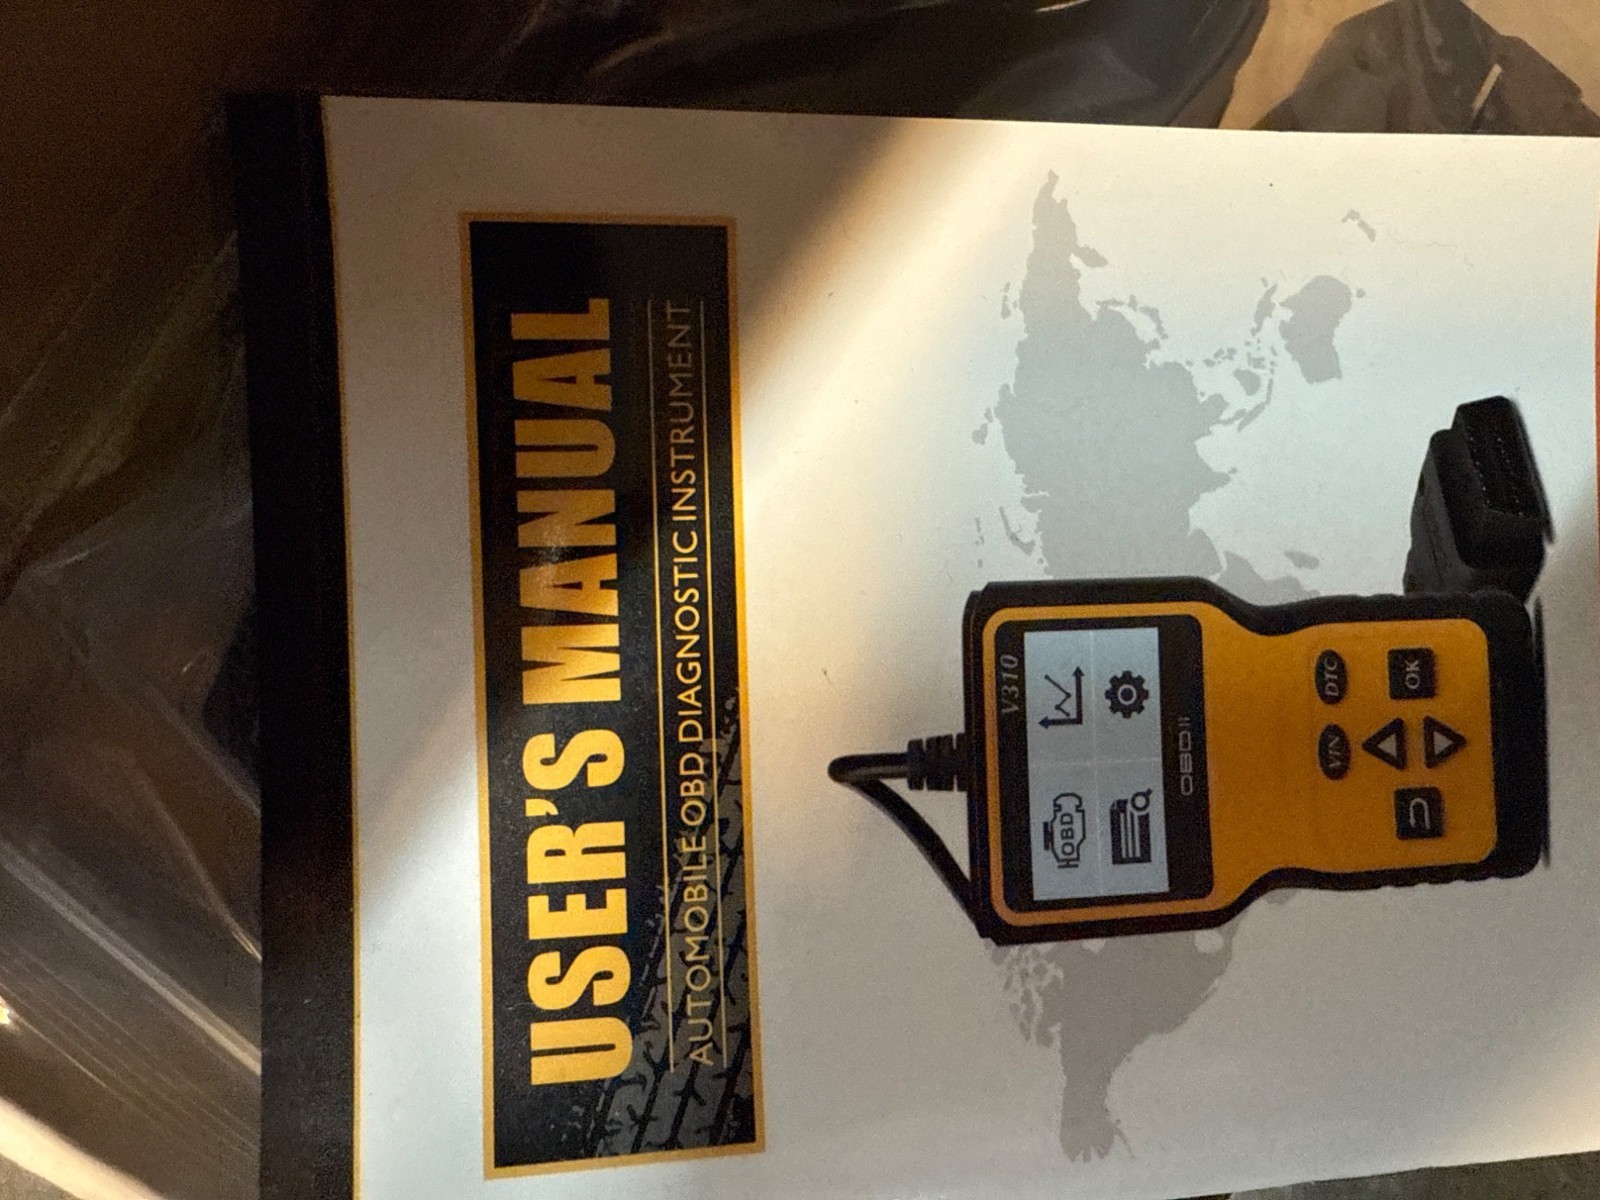 USER'S MANUAL
AUTOMOBILE OBD DIAGNOSTIC INSTRUMENT
V310
OBD
OBDII
VIN
DTC
OK